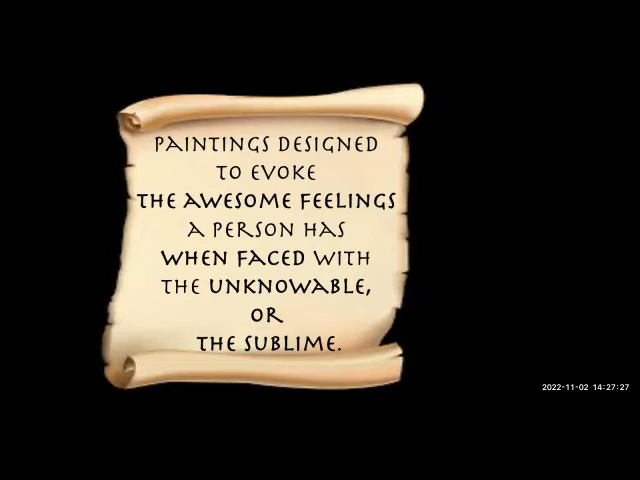 PAINTINGS DESIGNED
TO EVOKE
THE AWESOME FEELINGS
A PERSON HAS
WHEN FACED WITH
THE UNKNOWABLE,
OR
THE SUBLIME.
2022-11-02 14:27:27